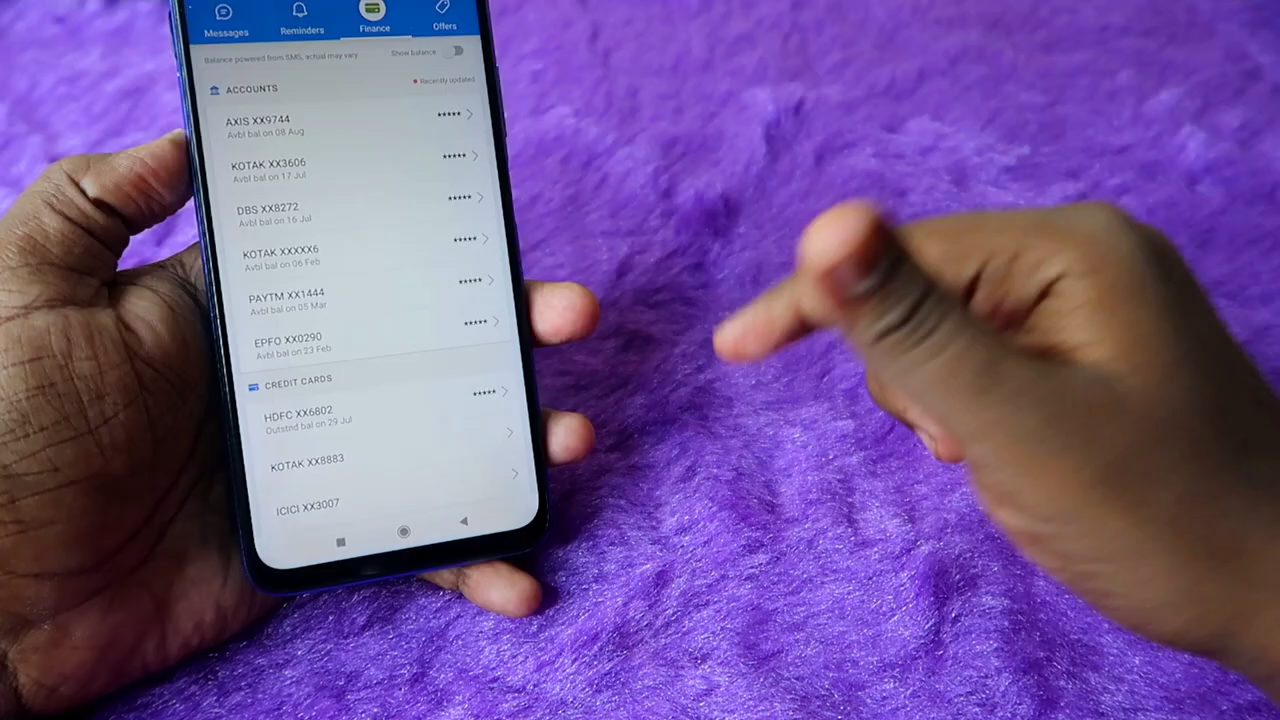 Messages Reminders Finance Offers
Balance powered from SMS, actual may vary Show balance
ACCOUNTS Recently updated
AXIS XX9744 *****
Avbl bal on 08 Aug
KOTAK XX3606 *****
Avbl bal on 17 Jul
DBS XX8272 *****
Avbl bal on 16 Jul
KOTAK XXXXX6 *****
Avbl bal on 06 Feb
PAYTM XX1444 *****
Avbl bal on 05 Mar
EPFO XX0290 *****
Avbl bal on 23 Feb
CREDIT CARDS
HDFC XX6802 *****
Outstnd bal on 29 Jul
KOTAK XX8883
ICICI XX3007